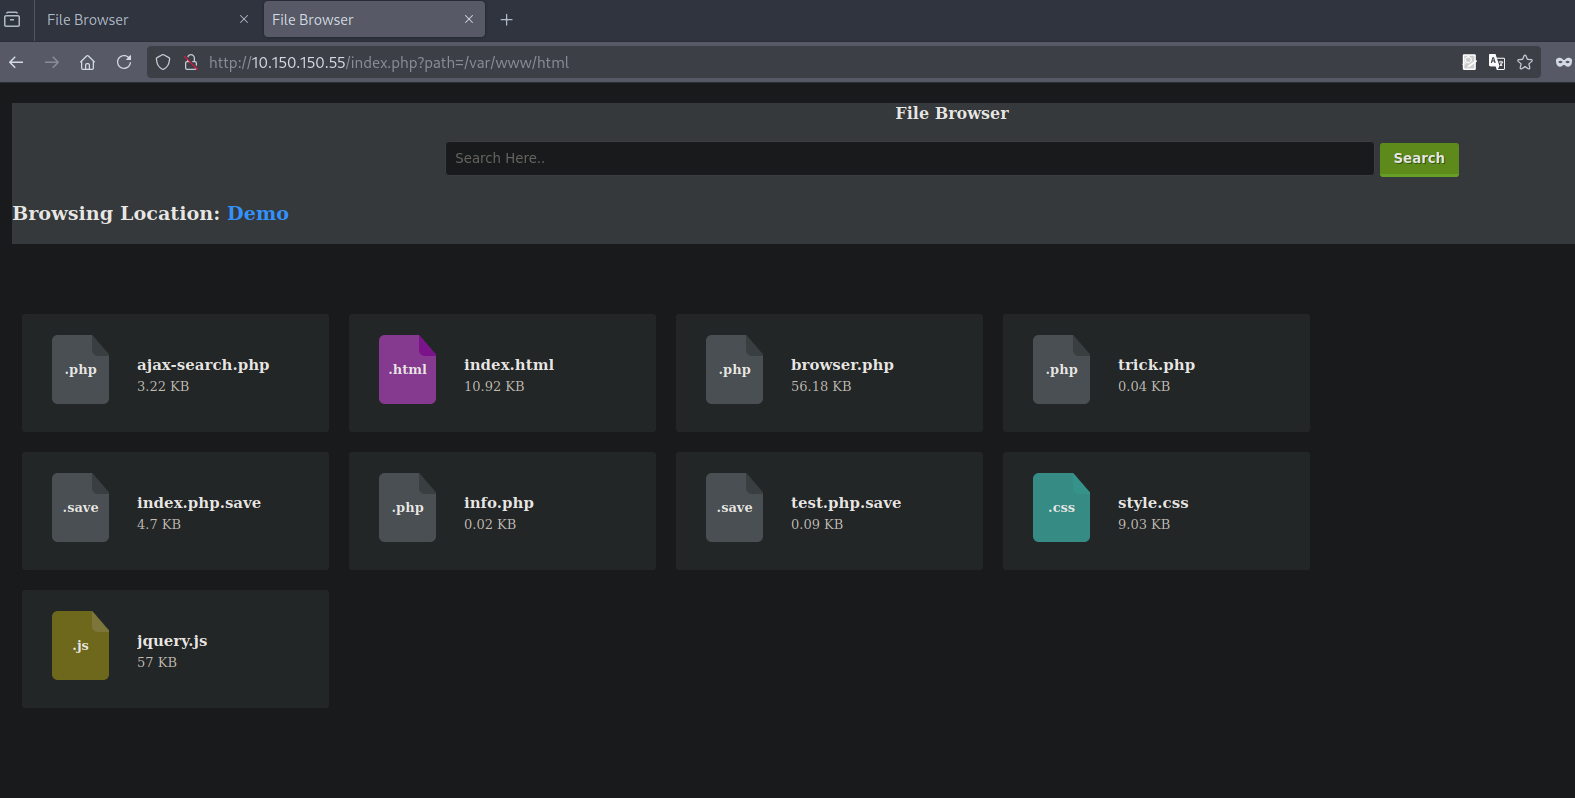 File Browser
File Browser
http://10.150.150.55/index.php?path=/var/www/html
File Browser
Search Here..
Search
Browsing Location: Demo
.php
ajax-search.php
3.22 KB
.html
index.html
10.92 KB
.php
browser.php
56.18 KB
.php
trick.php
0.04 KB
.save
index.php.save
4.7 KB
.php
info.php
0.02 KB
.save
test.php.save
0.09 KB
.css
style.css
9.03 KB
.js
jquery.js
57 KB